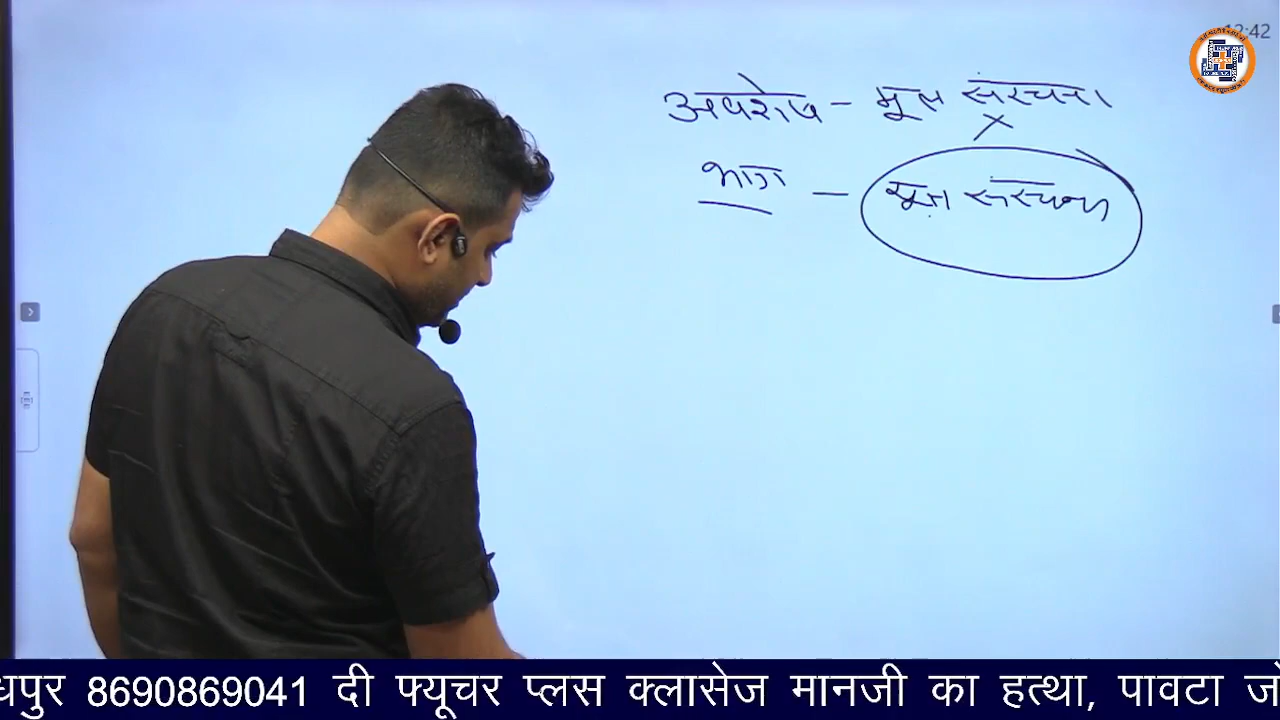 12:42
अवशेष - मूल संरचना
×
भाग - मूल संरचना
धपुर 8690869041 दी फ्यूचर प्लस क्लासेज मानजी का हत्था, पावटा ज